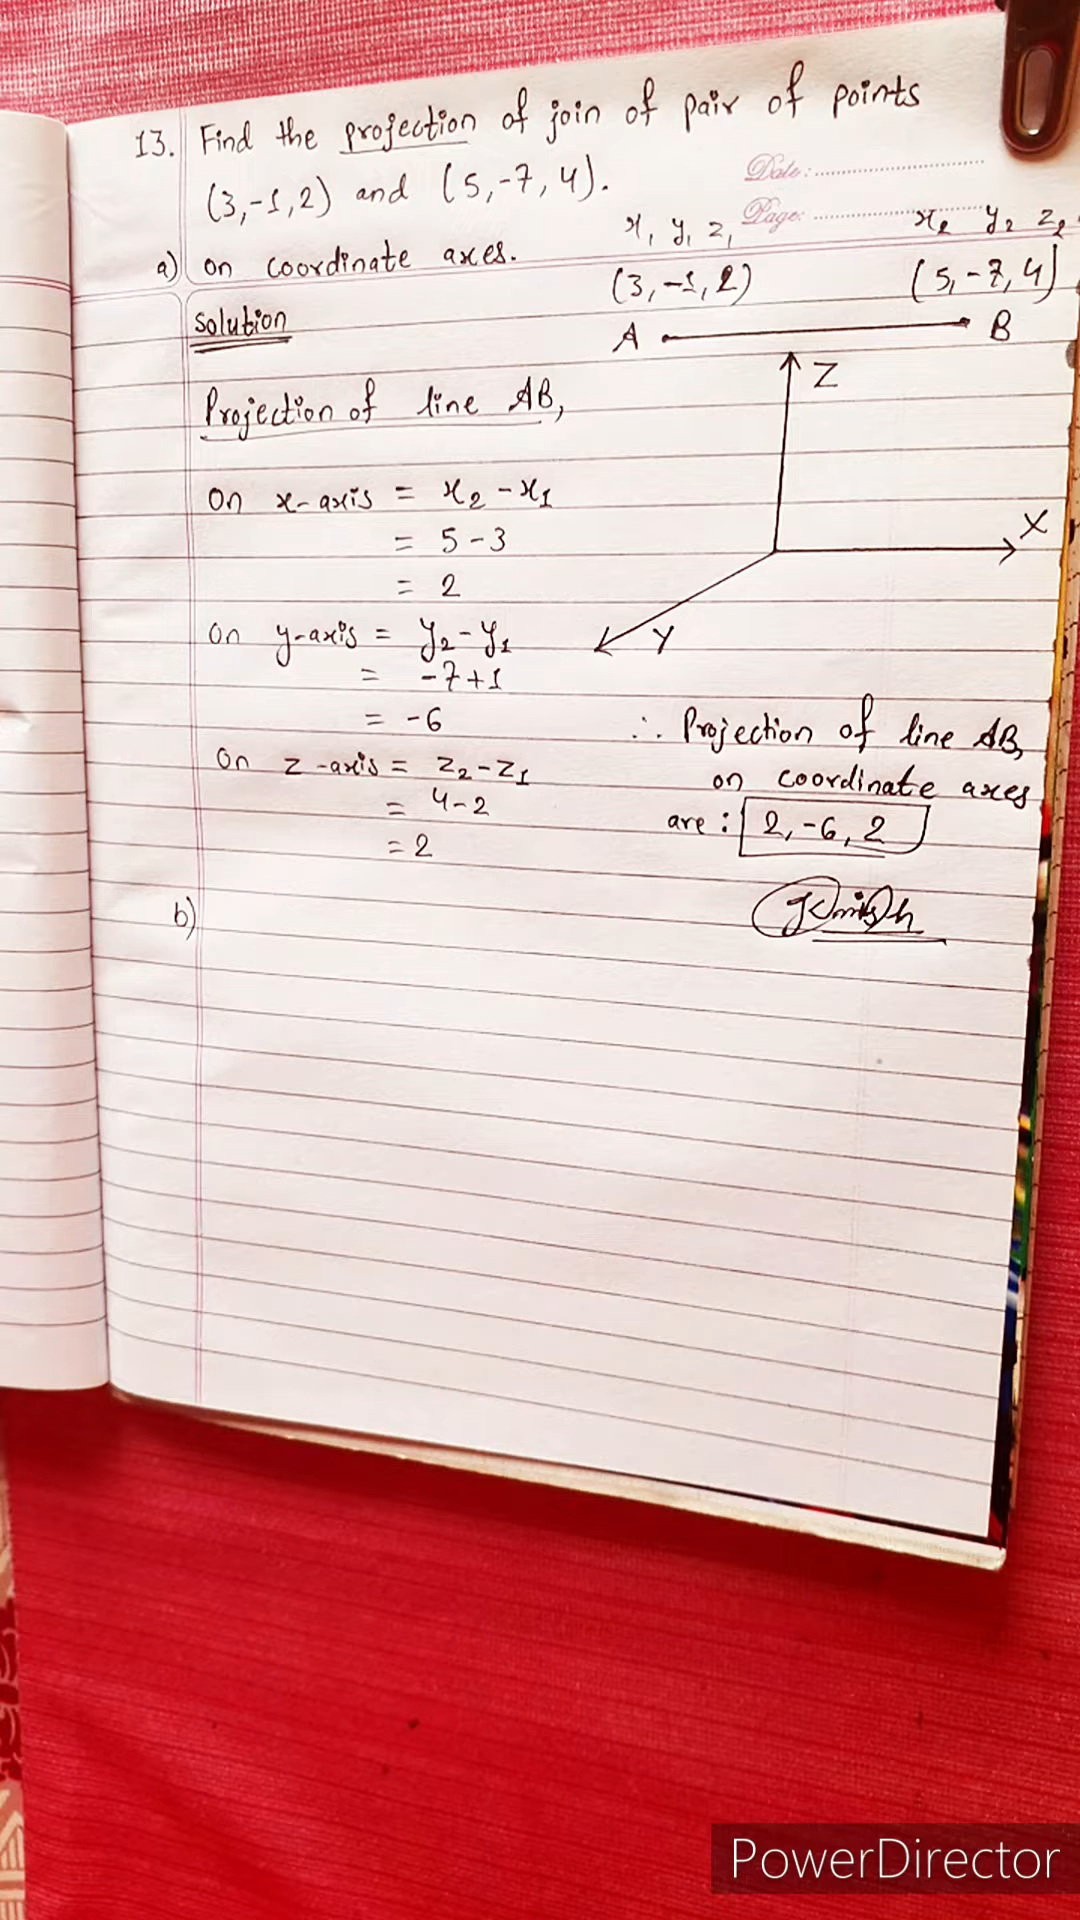 13. Find the projection of join of pair of points
(3,-1,2) and (5,-7,4).
Date:
Page:
a) on coordinate axes.
x₁ y₁ z₁
x₂ y₂ z₂
(3,-1,2)
(5,-7,4)
Solution
A
B
Z
Projection of line AB,
On x-axis = x₂ - x₁
X
= 5 - 3
= 2
On y-axis = y₂ - y₁
Y
= -7 + 1
= -6
∴ Projection of line AB,
On z-axis = z₂ - z₁
on coordinate axes
= 4 - 2
are : 2, -6, 2
= 2
b)
PowerDirector